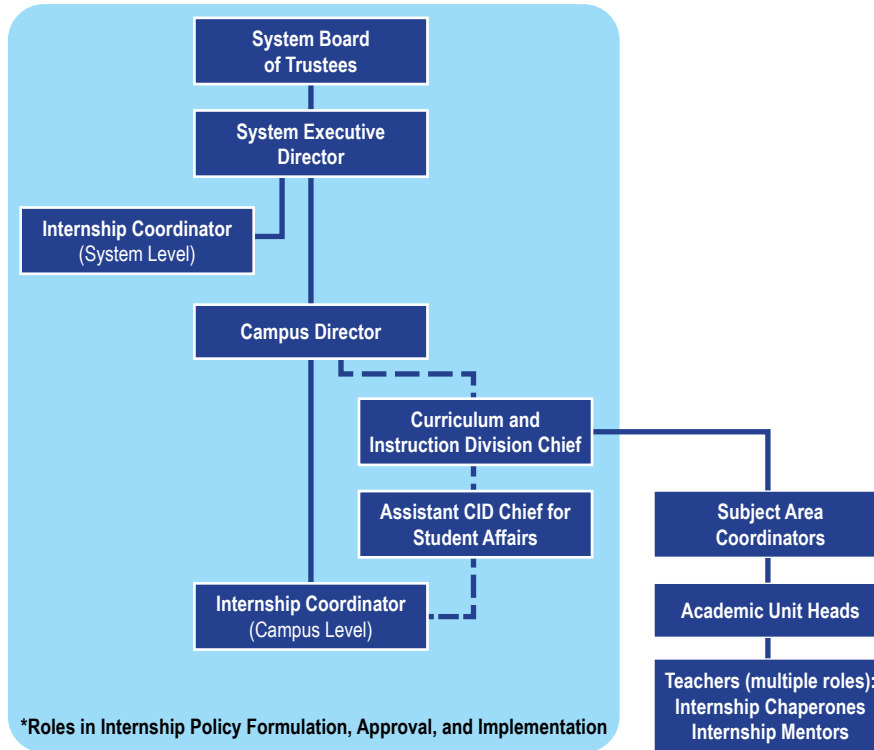 System Board
of Trustees
System Executive
Director
Internship Coordinator
(System Level)
Campus Director
Curriculum and
Instruction Division Chief
Assistant CID Chief for
Student Affairs
Subject Area
Coordinators
Internship Coordinator
(Campus Level)
Academic Unit Heads
Teachers (multiple roles):
Internship Chaperones
Internship Mentors
*Roles in Internship Policy Formulation, Approval, and Implementation